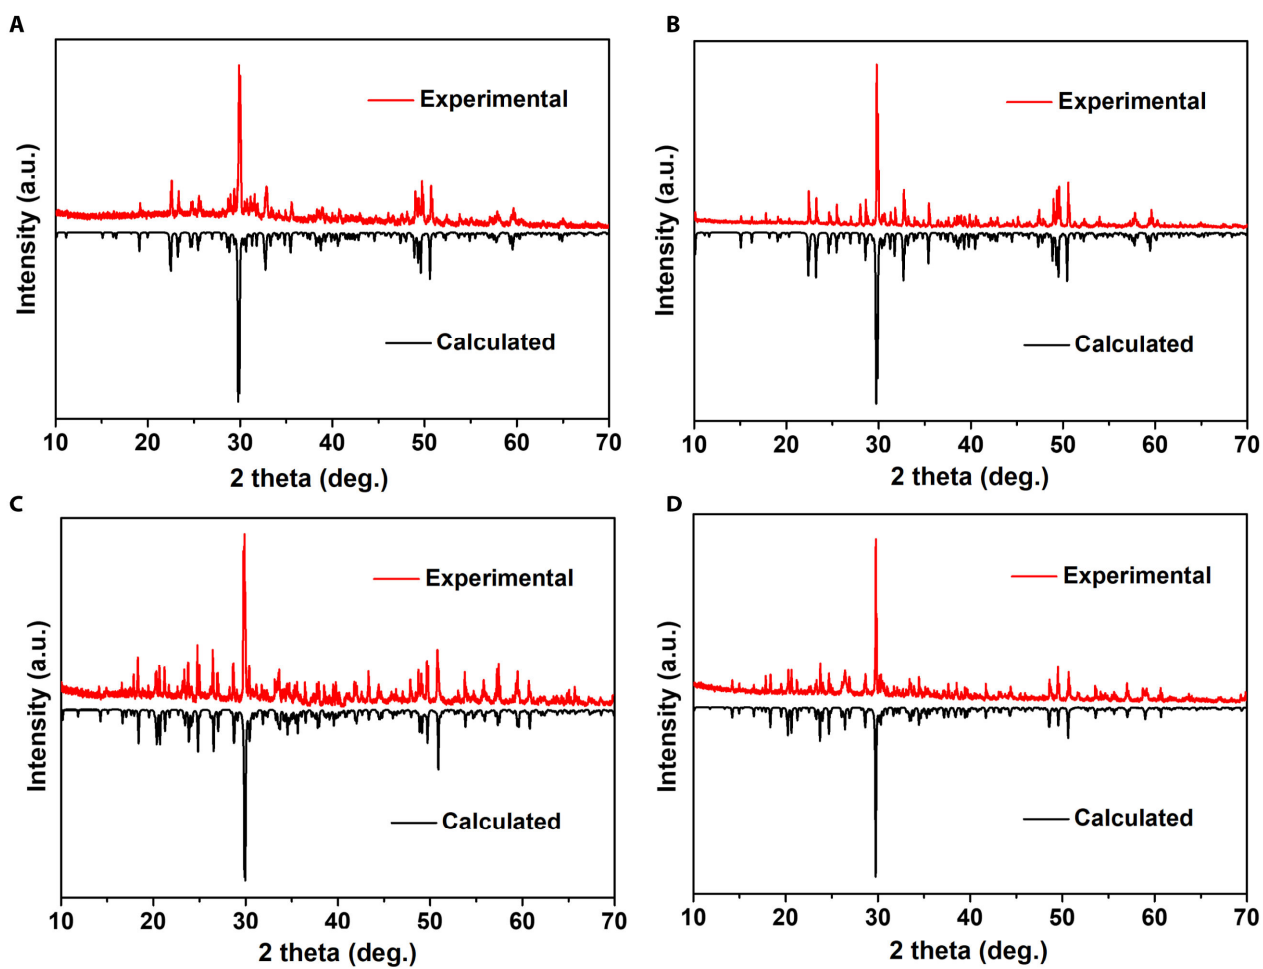 A
Intensity (a.u.)
Experimental
Calculated
10 20 30 40 50 60 70
2 theta (deg.)
B
Intensity (a.u.)
Experimental
Calculated
10 20 30 40 50 60 70
2 theta (deg.)
C
Intensity (a.u.)
Experimental
Calculated
10 20 30 40 50 60 70
2 theta (deg.)
D
Intensity (a.u.)
Experimental
Calculated
10 20 30 40 50 60 70
2 theta (deg.)